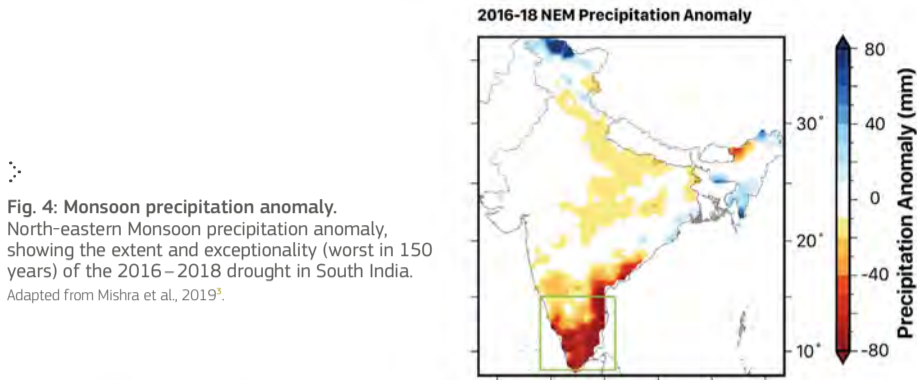 2016-18 NEM Precipitation Anomaly
Fig. 4: Monsoon precipitation anomaly.
North-eastern Monsoon precipitation anomaly,
showing the extent and exceptionality (worst in 150
years) of the 2016–2018 drought in South India.
Adapted from Mishra et al., 2019³.
30°
20°
10°
80
40
0
-40
-80
Precipitation Anomaly (mm)